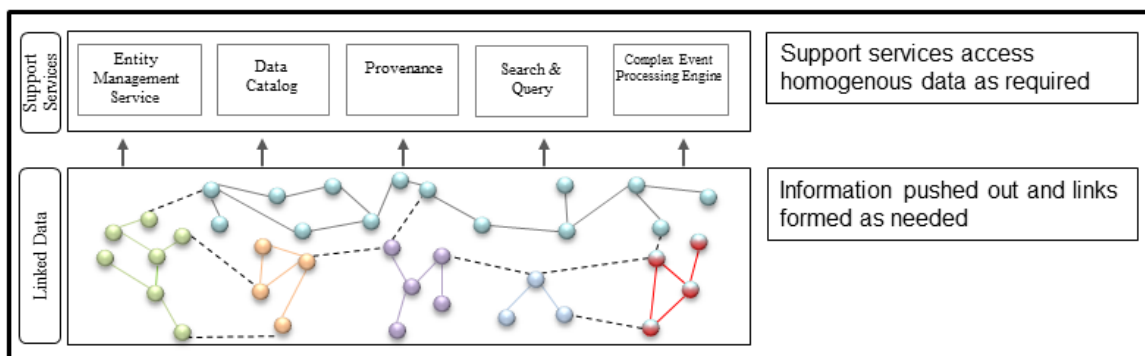 Support
Services
Entity
Management
Service
Data
Catalog
Provenance
Search &
Query
Complex Event
Processing Engine
Support services access
homogenous data as required
Linked Data
Information pushed out and links
formed as needed